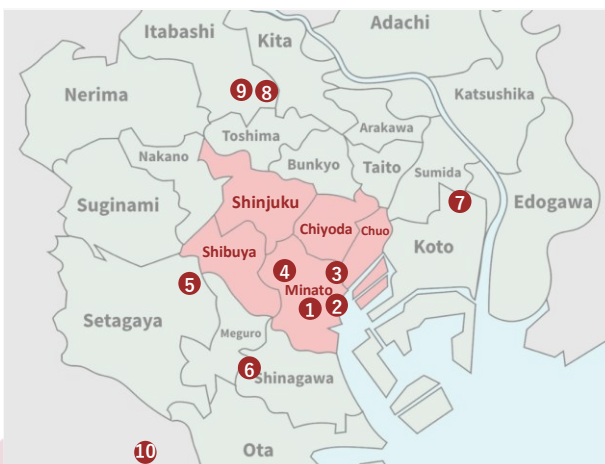 Itabashi
Kita
Adachi
Nerima
9
8
Katsushika
Toshima
Arakawa
Nakano
Bunkyo
Taito
Sumida
Suginami
Shinjuku
7
Edogawa
Chiyoda
Chuo
Shibuya
Koto
4
3
5
Minato
1
2
Setagaya
Meguro
6
Shinagawa
10
Ota